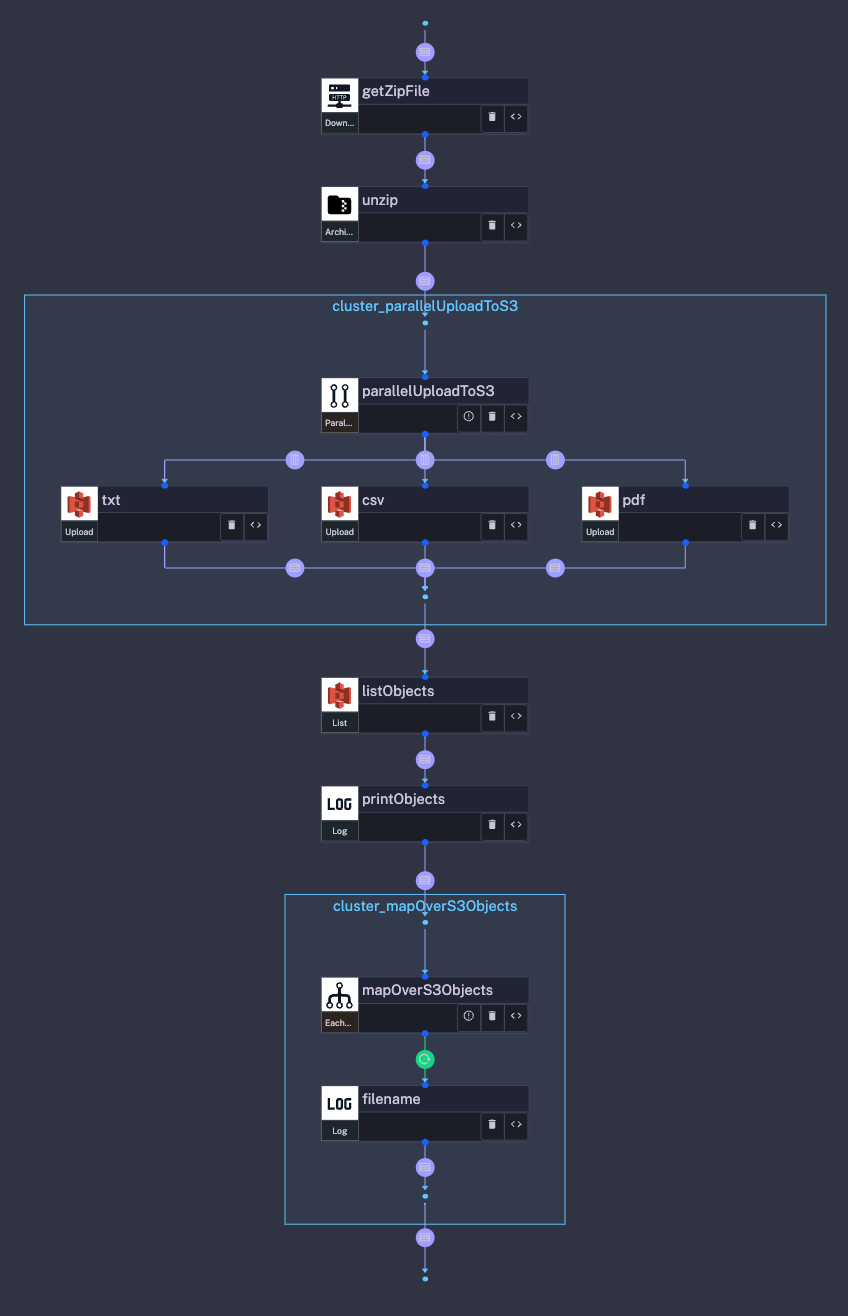 getZipFile
HTTP
Down...
unzip
Archi...
cluster_parallelUploadToS3
parallelUploadToS3
Paral...
txt
Upload
csv
Upload
pdf
Upload
listObjects
List
printObjects
LOG
Log
cluster_mapOverS3Objects
mapOverS3Objects
Each...
filename
LOG
Log